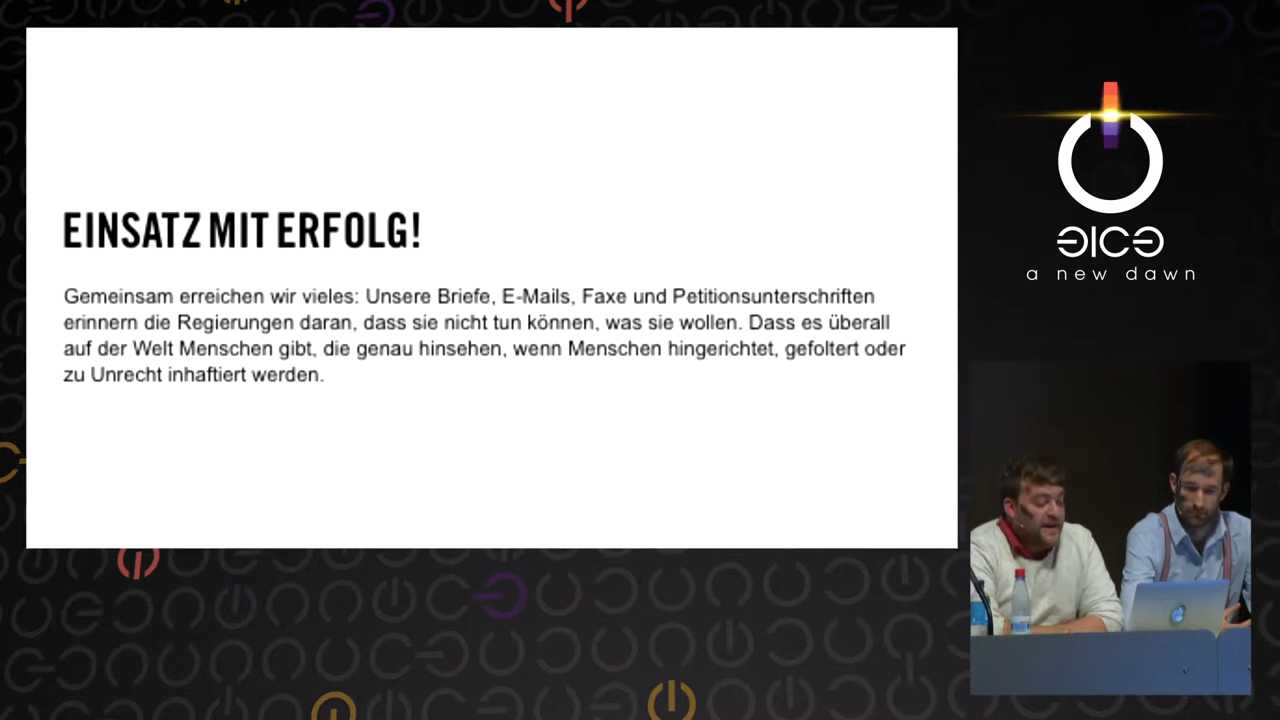 EINSATZ MIT ERFOLG!
Gemeinsam erreichen wir vieles: Unsere Briefe, E-Mails, Faxe und Petitionsunterschriften
erinnern die Regierungen daran, dass sie nicht tun können, was sie wollen. Dass es überall
auf der Welt Menschen gibt, die genau hinsehen, wenn Menschen hingerichtet, gefoltert oder
zu Unrecht inhaftiert werden.
a new dawn